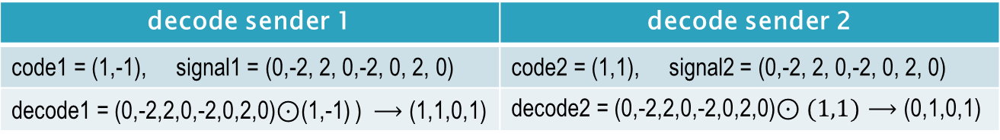 decode sender 1
decode sender 2
code1 = (1,-1), signal1 = (0,-2, 2, 0,-2, 0, 2, 0)
code2 = (1,1), signal2 = (0,-2, 2, 0,-2, 0, 2, 0)
decode1 = (0,-2,2,0,-2,0,2,0)⨀(1,-1) ) ⟶ (1,1,0,1)
decode2 = (0,-2,2,0,-2,0,2,0)⨀ (1,1) ⟶ (0,1,0,1)